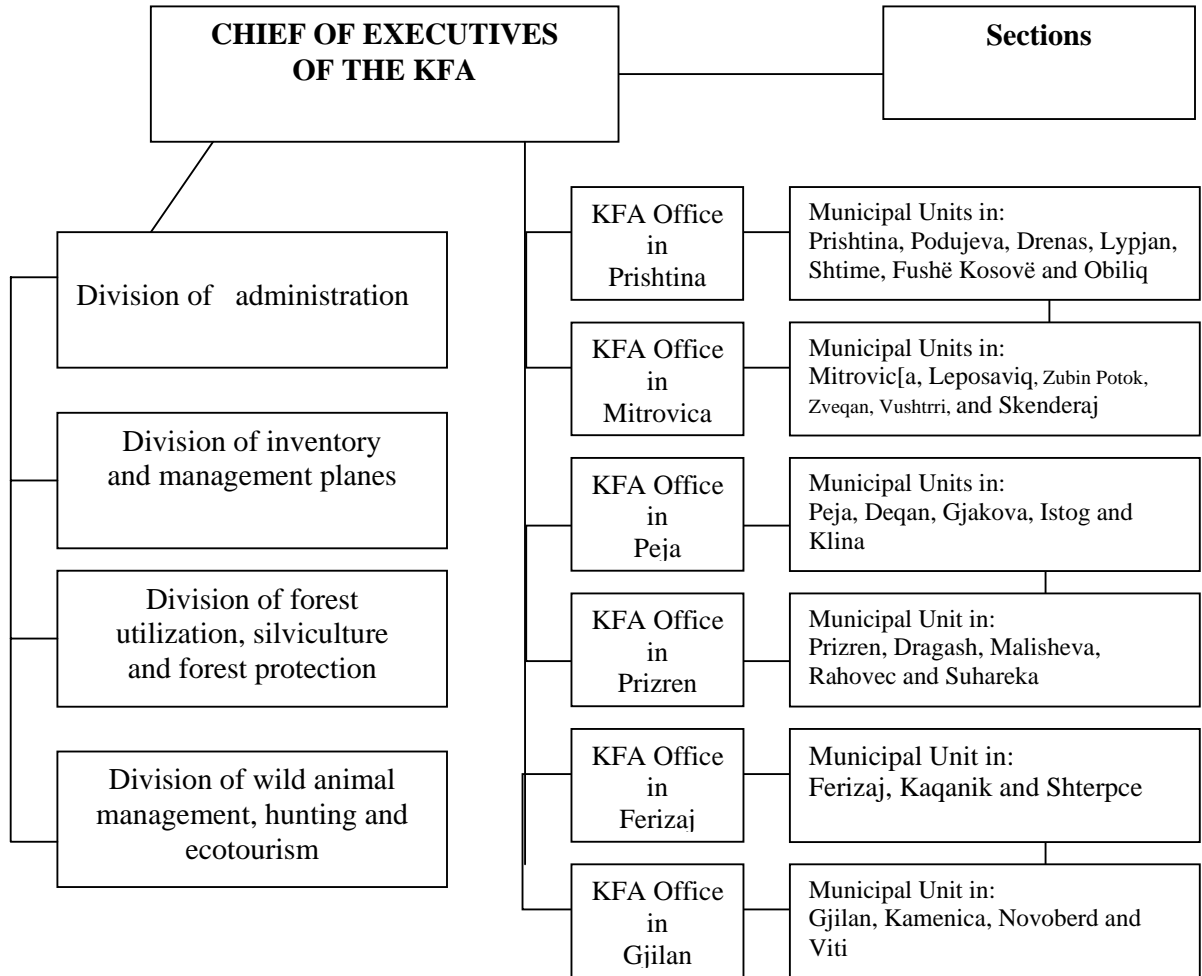 CHIEF OF EXECUTIVES
OF THE KFA
Sections
Division of administration
Division of inventory
and management planes
Division of forest
utilization, silviculture
and forest protection
Division of wild animal
management, hunting and
ecotourism
KFA Office
in
Prishtina
Municipal Units in:
Prishtina, Podujeva, Drenas, Lypjan,
Shtime, Fushë Kosovë and Obiliq
KFA Office
in
Mitrovica
Municipal Units in:
Mitrovic[a, Leposaviq, Zubin Potok,
Zveqan, Vushtrri, and Skenderaj
KFA Office
in
Peja
Municipal Units in:
Peja, Deqan, Gjakova, Istog and
Klina
KFA Office
in
Prizren
Municipal Unit in:
Prizren, Dragash, Malisheva,
Rahovec and Suhareka
KFA Office
in
Ferizaj
Municipal Unit in:
Ferizaj, Kaqanik and Shterpce
KFA Office
in
Gjilan
Municipal Unit in:
Gjilan, Kamenica, Novoberd and
Viti